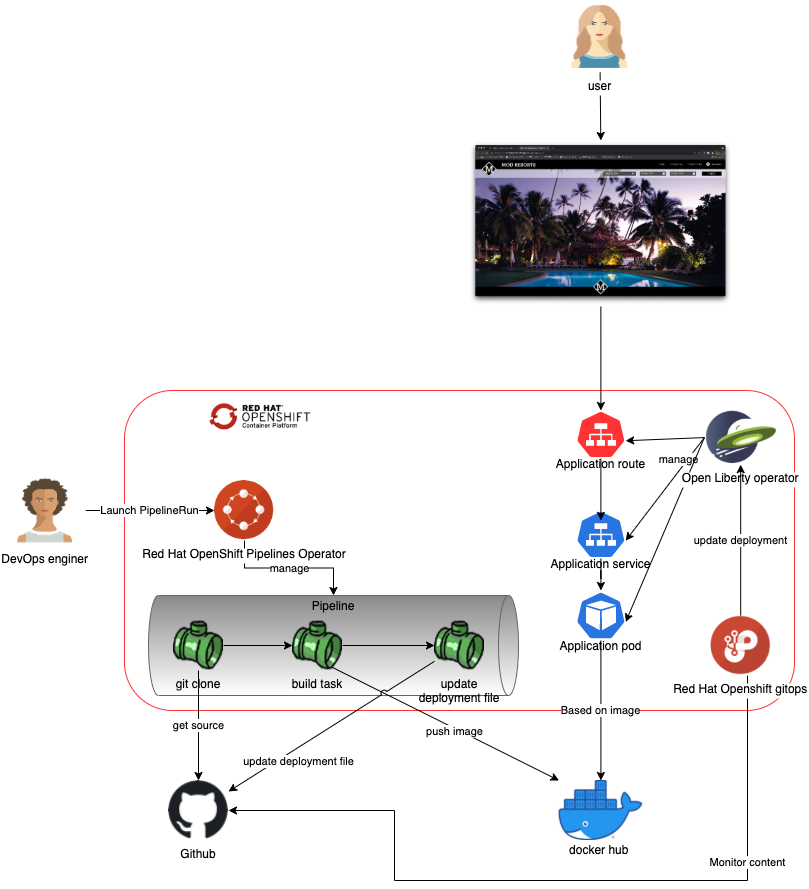 user
MOD RESORTS
M
RED HAT®
OPENSHIFT
Container Platform
Application route
manage
Open Liberty operator
Launch PipelineRun
DevOps enginer
Red Hat OpenShift Pipelines Operator
manage
Application service
update deployment
Pipeline
Application pod
git clone
build task
update
deployment file
Red Hat Openshift gitops
Based on image
get source
push image
update deployment file
Github
docker hub
Monitor content